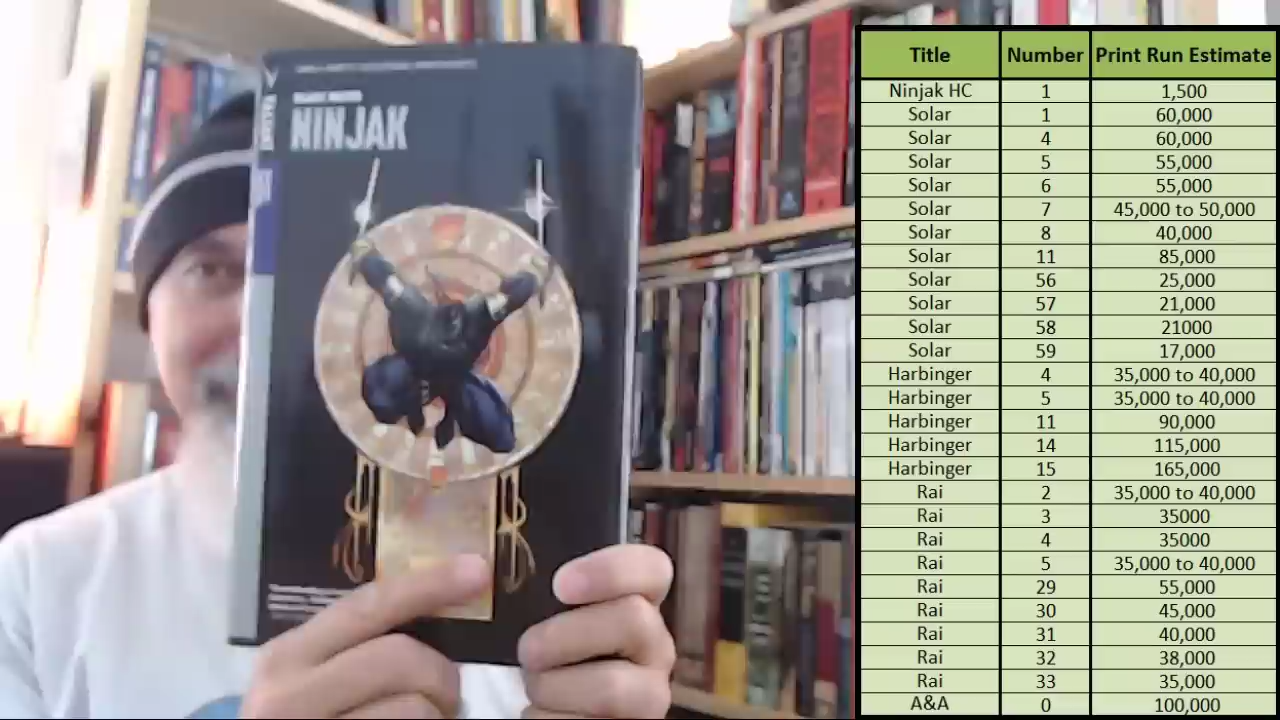 NINJAK
Title Number Print Run Estimate
Ninjak HC 1 1,500
Solar 1 60,000
Solar 4 60,000
Solar 5 55,000
Solar 6 55,000
Solar 7 45,000 to 50,000
Solar 8 40,000
Solar 11 85,000
Solar 56 25,000
Solar 57 21,000
Solar 58 21000
Solar 59 17,000
Harbinger 4 35,000 to 40,000
Harbinger 5 35,000 to 40,000
Harbinger 11 90,000
Harbinger 14 115,000
Harbinger 15 165,000
Rai 2 35,000 to 40,000
Rai 3 35000
Rai 4 35000
Rai 5 35,000 to 40,000
Rai 29 55,000
Rai 30 45,000
Rai 31 40,000
Rai 32 38,000
Rai 33 35,000
A&A 0 100,000